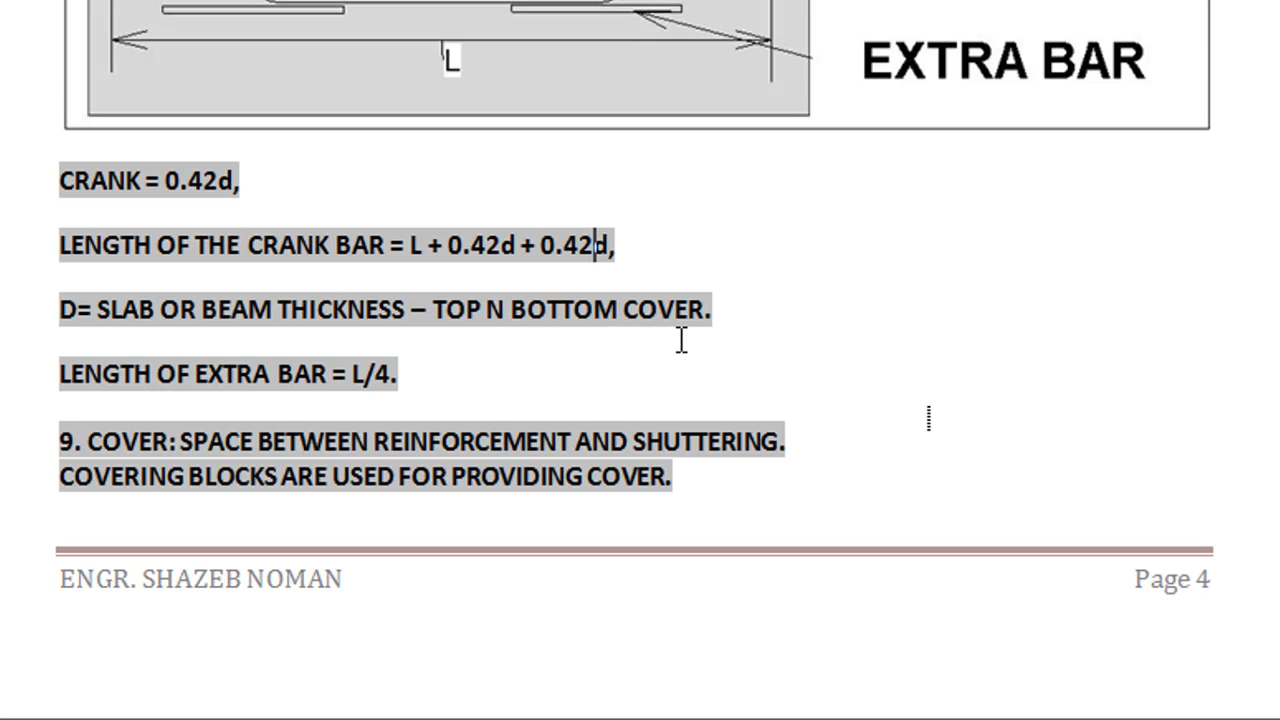 L
EXTRA BAR
CRANK = 0.42d,
LENGTH OF THE CRANK BAR = L + 0.42d + 0.42d,
D= SLAB OR BEAM THICKNESS – TOP N BOTTOM COVER.
LENGTH OF EXTRA BAR = L/4.
9. COVER: SPACE BETWEEN REINFORCEMENT AND SHUTTERING.
COVERING BLOCKS ARE USED FOR PROVIDING COVER.
ENGR. SHAZEB NOMAN
Page 4